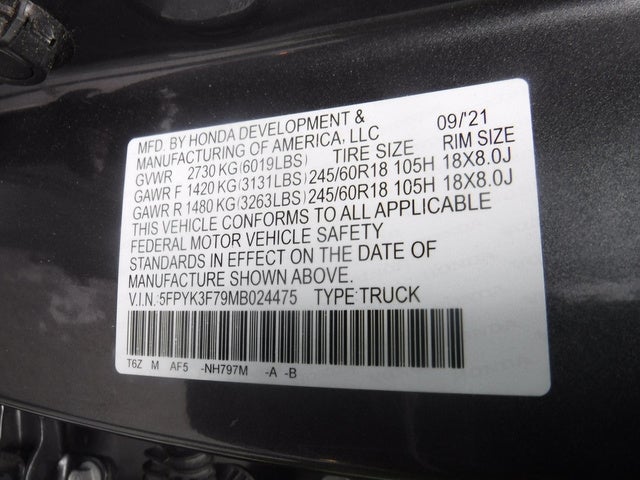 MFD. BY HONDA DEVELOPMENT & 09/'21
MANUFACTURING OF AMERICA, LLC RIM SIZE
GVWR 2730 KG(6019LBS) TIRE SIZE
GAWR F 1420 KG(3131LBS) 245/60R18 105H 18X8.0J
GAWR R 1480 KG(3263LBS) 245/60R18 105H 18X8.0J
THIS VEHICLE CONFORMS TO ALL APPLICABLE
FEDERAL MOTOR VEHICLE SAFETY
STANDARDS IN EFFECT ON THE DATE OF
MANUFACTURE SHOWN ABOVE.
V.I.N.:5FPYK3F79MB024475 TYPE:TRUCK
T6Z M AF5 -NH797M -A -B